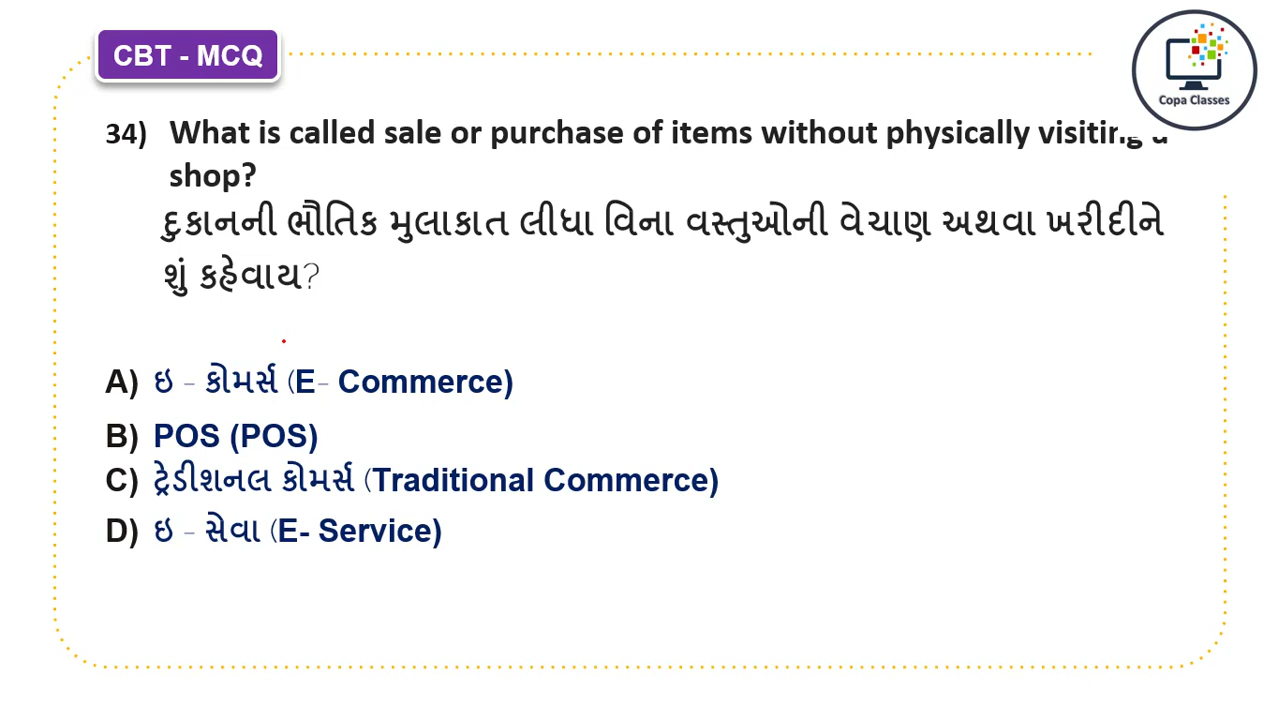 CBT - MCQ
Copa Classes
34) What is called sale or purchase of items without physically visiting a
shop?
દુકાનની ભૌતિક મુલાકાત લીધા વિના વસ્તુઓની વેચાણ અથવા ખરીદીને
શું કહેવાય?
A) ઇ - કોમર્સ (E- Commerce)
B) POS (POS)
C) ટ્રેડીશનલ કોમર્સ (Traditional Commerce)
D) ઇ - સેવા (E- Service)